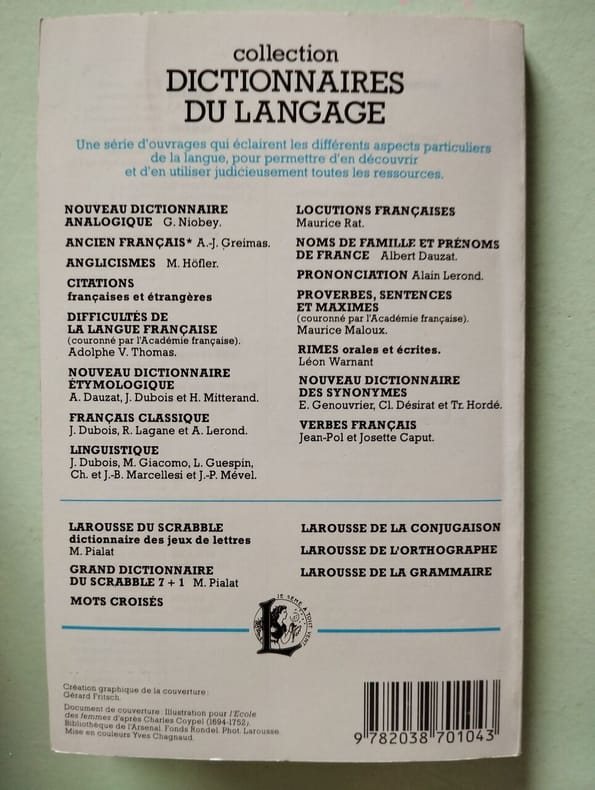 collection
DICTIONNAIRES
DU LANGAGE
Une série d'ouvrages qui éclairent les différents aspects particuliers
de la langue, pour permettre d'en découvrir
et d'en utiliser judicieusement toutes les ressources.
NOUVEAU DICTIONNAIRE
ANALOGIQUE G. Niobey.
ANCIEN FRANÇAIS* A.-J. Greimas.
ANGLICISMES M. Höfler.
CITATIONS
françaises et étrangères
DIFFICULTÉS DE
LA LANGUE FRANÇAISE
(couronné par l'Académie française).
Adolphe V. Thomas.
NOUVEAU DICTIONNAIRE
ÉTYMOLOGIQUE
A. Dauzat, J. Dubois et H. Mitterand.
FRANÇAIS CLASSIQUE
J. Dubois, R. Lagane et A. Lerond.
LINGUISTIQUE
J. Dubois, M. Giacomo, L. Guespin,
Ch. et J.-B. Marcellesi et J.-P. Mével.
LOCUTIONS FRANÇAISES
Maurice Rat.
NOMS DE FAMILLE ET PRÉNOMS
DE FRANCE Albert Dauzat.
PRONONCIATION Alain Lerond.
PROVERBES, SENTENCES
ET MAXIMES
(couronné par l'Académie française).
Maurice Maloux.
RIMES orales et écrites.
Léon Warnant
NOUVEAU DICTIONNAIRE
DES SYNONYMES
E. Genouvrier, Cl. Désirat et Tr. Hordé.
VERBES FRANÇAIS
Jean-Pol et Josette Caput.
LAROUSSE DU SCRABBLE
dictionnaire des jeux de lettres
M. Pialat
GRAND DICTIONNAIRE
DU SCRABBLE 7 + 1 M. Pialat
MOTS CROISÉS
LAROUSSE DE LA CONJUGAISON
LAROUSSE DE L'ORTHOGRAPHE
LAROUSSE DE LA GRAMMAIRE
JE SÈME À TOUT VENT
L
Création graphique de la couverture :
Gérard Fritsch.
Document de couverture : Illustration pour l'Ecole
des femmes d'après Charles Coypel (1694-1752).
Bibliothèque de l'Arsenal. Fonds Rondel. Phot. Larousse
Mise en couleurs Yves Chagnaud.
9 782038 701043